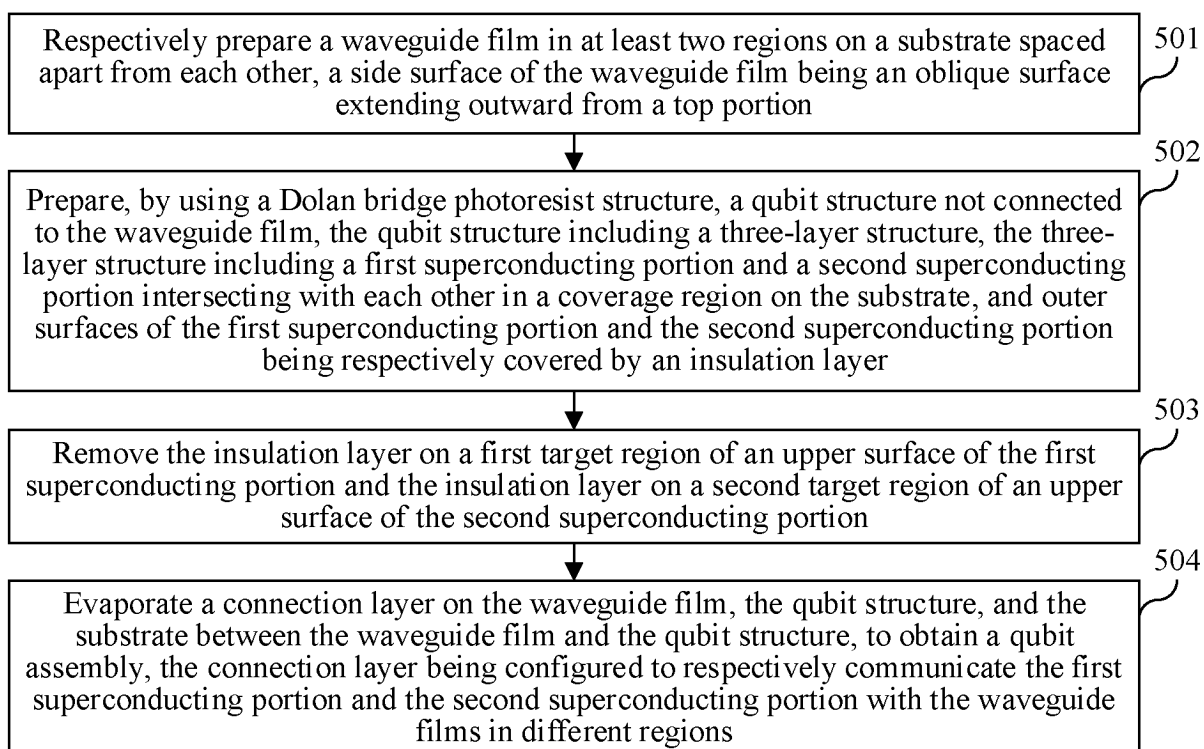 Respectively prepare a waveguide film in at least two regions on a substrate spaced
apart from each other, a side surface of the waveguide film being an oblique surface
extending outward from a top portion
501
Prepare, by using a Dolan bridge photoresist structure, a qubit structure not connected
to the waveguide film, the qubit structure including a three-layer structure, the three-
layer structure including a first superconducting portion and a second superconducting
portion intersecting with each other in a coverage region on the substrate, and outer
surfaces of the first superconducting portion and the second superconducting portion
being respectively covered by an insulation layer
502
Remove the insulation layer on a first target region of an upper surface of the first
superconducting portion and the insulation layer on a second target region of an upper
surface of the second superconducting portion
503
Evaporate a connection layer on the waveguide film, the qubit structure, and the
substrate between the waveguide film and the qubit structure, to obtain a qubit
assembly, the connection layer being configured to respectively communicate the first
superconducting portion and the second superconducting portion with the waveguide
films in different regions
504